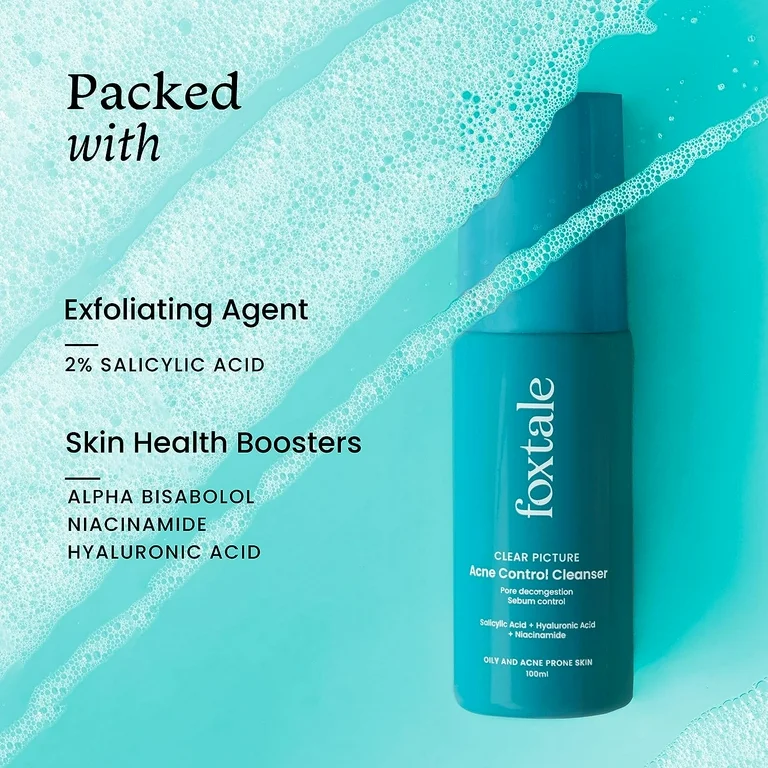 Packed
with
Exfoliating Agent
2% SALICYLIC ACID
Skin Health Boosters
ALPHA BISABOLOL
NIACINAMIDE
HYALURONIC ACID
foxtale
CLEAR PICTURE
Acne Control Cleanser
Pore decongestion
Sebum control
Salicylic Acid + Hyaluronic Acid
+ Niacinamide
OILY AND ACNE PRONE SKIN
100ml